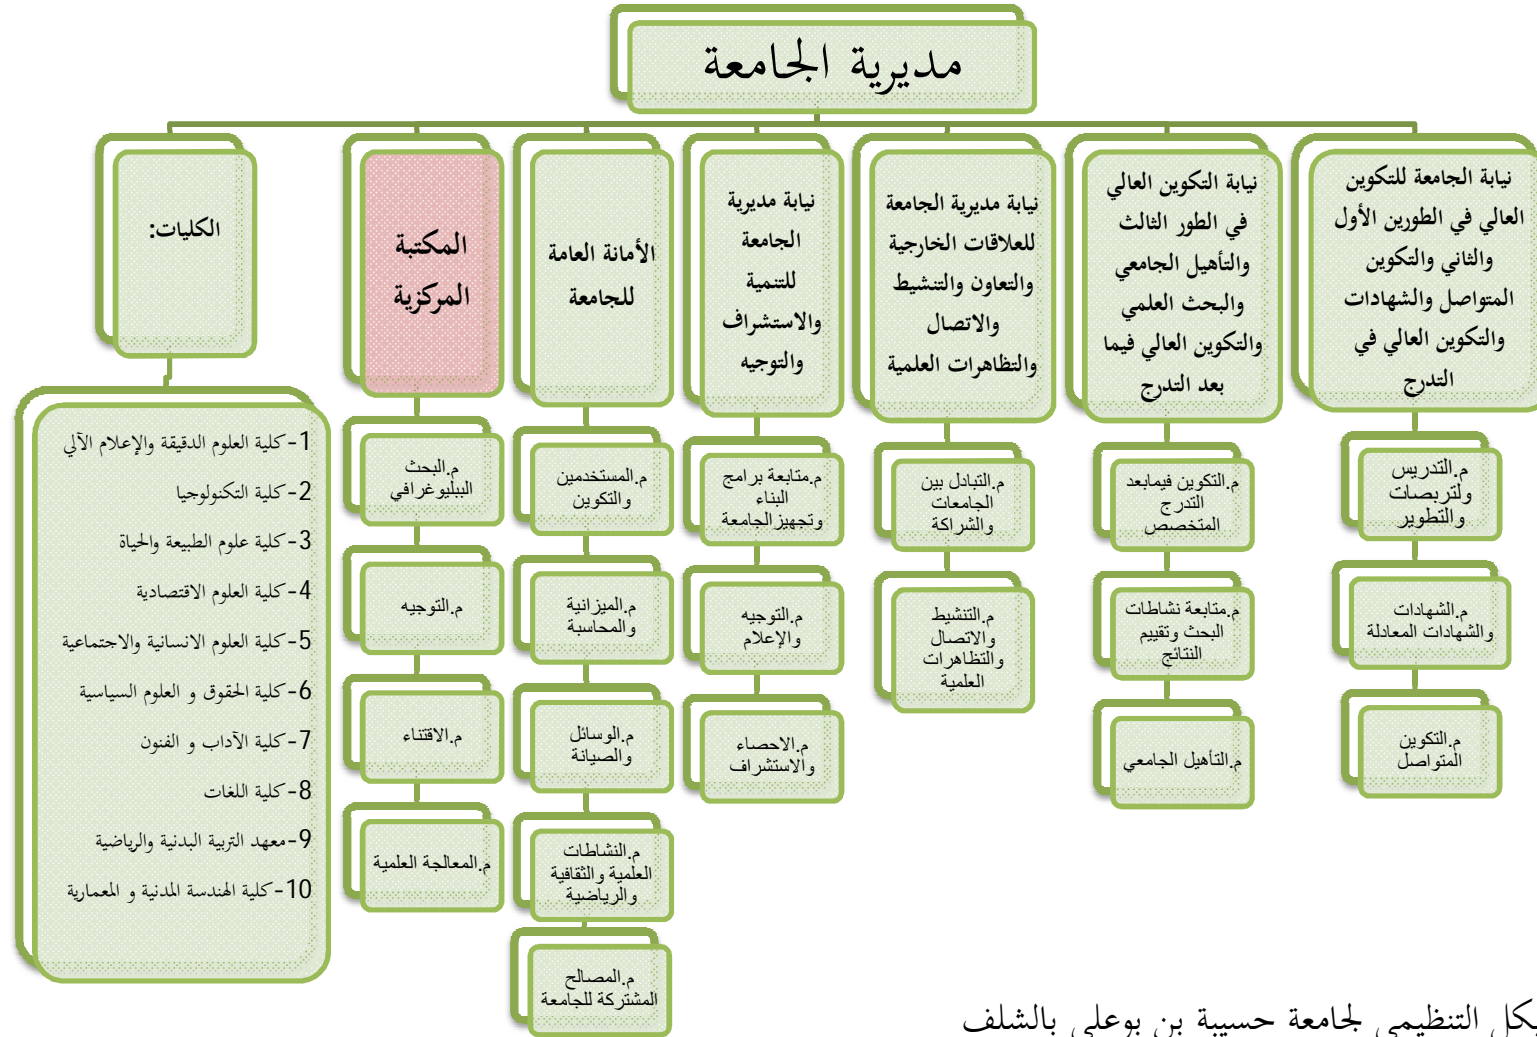 مديرية الجامعة
نيابة الجامعة للتكوين
العالي في الطورين الأول
والثاني والتكوين
المتواصل والشهادات
والتكوين العالي في
التدرج
م.التدريس
ولتربصات
والتطوير
م.الشهادات
والشهادات المعادلة
م.التكوين
المتواصل
نيابة التكوين العالي
في الطور الثالث
والتأهيل الجامعي
والبحث العلمي
والتكوين العالي فيما
بعد التدرج
م.التكوين فيمابعد
التدرج
المتخصص
م.متابعة نشاطات
البحث وتقييم
النتائج
م.التأهيل الجامعي
نيابة مديرية الجامعة
للعلاقات الخارجية
والتعاون والتنشيط
والاتصال
والتظاهرات العلمية
م.التبادل بين
الجامعات
والشراكة
م.التنشيط
والاتصال
والتظاهرات
العلمية
نيابة مديرية
الجامعة
للتنمية
والاستشراف
والتوجيه
م.متابعة برامج
البناء
وتجهيزالجامعة
م.التوجيه
والإعلام
م.الاحصاء
والاستشراف
الأمانة العامة
للجامعة
م.المستخدمين
والتكوين
م.الميزانية
والمحاسبة
م.الوسائل
والصيانة
م.النشاطات
العلمية والثقافية
والرياضية
م.المصالح
المشتركة للجامعة
المكتبة
المركزية
م.البحث
الببليوغرافي
م.التوجيه
م.الاقتناء
م.المعالجة العلمية
الكليات:
1-كلية العلوم الدقيقة والإعلام الآلي
2-كلية التكنولوجيا
3-كلية علوم الطبيعة والحياة
4-كلية العلوم الاقتصادية
5-كلية العلوم الانسانية والاجتماعية
6-كلية الحقوق و العلوم السياسية
7-كلية الآداب و الفنون
8-كلية اللغات
9-معهد التربية البدنية والرياضية
10-كلية الهندسة المدنية و المعمارية
التنظيمي لجامعة حسيبة بن بوعلي بالشلف